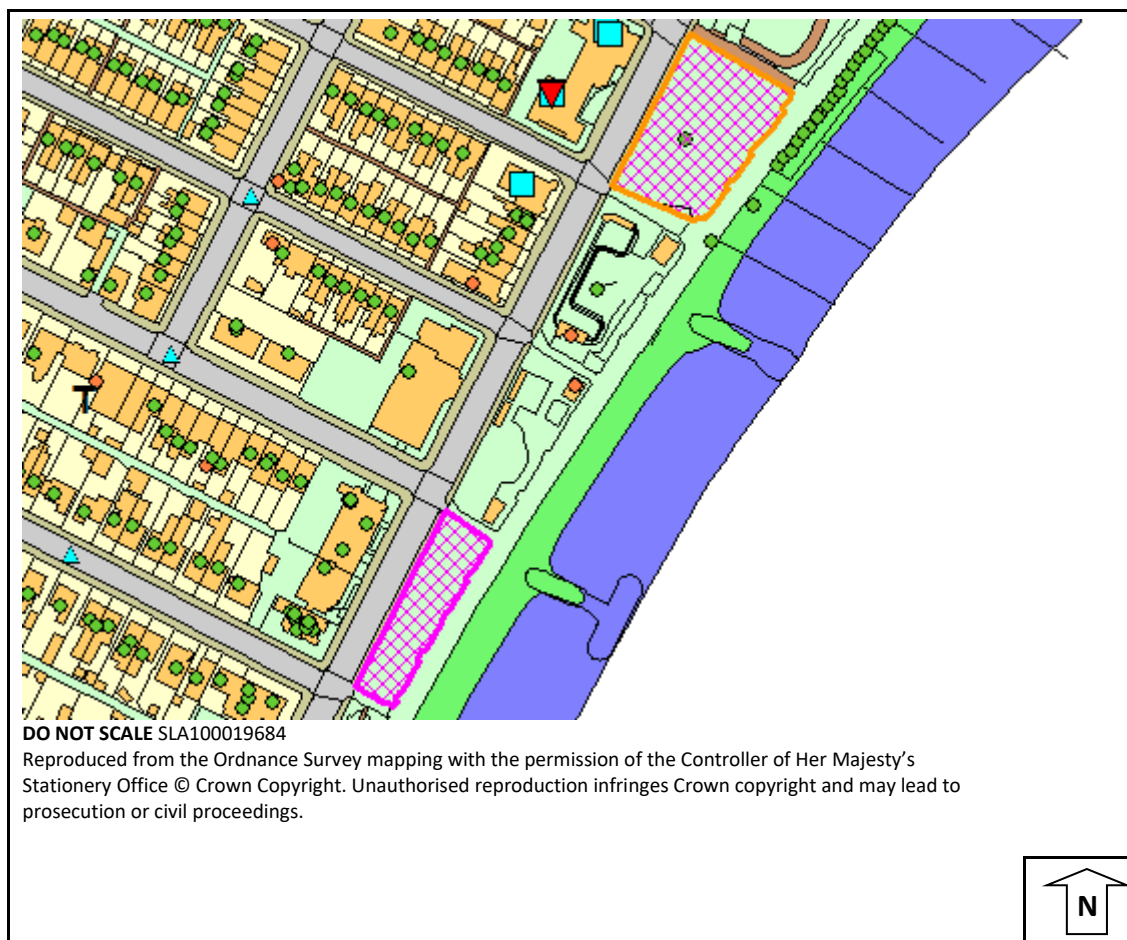 T
DO NOT SCALE SLA100019684
Reproduced from the Ordnance Survey mapping with the permission of the Controller of Her Majesty’s
Stationery Office © Crown Copyright. Unauthorised reproduction infringes Crown copyright and may lead to
prosecution or civil proceedings.
N